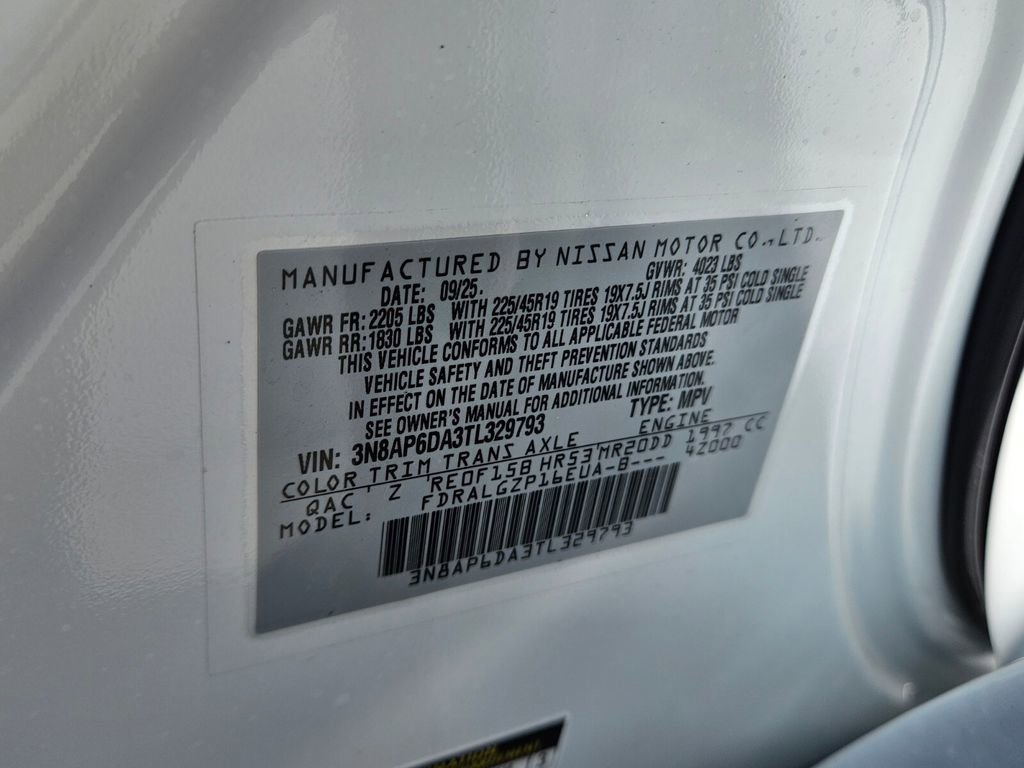 MANUFACTURED BY NISSAN MOTOR CO., LTD.
DATE: 09/25. GVWR: 4023 LBS
GAWR FR: 2205 LBS WITH 225/45R19 TIRES 19X7.5J RIMS AT 35 PSI COLD SINGLE
GAWR RR: 1830 LBS WITH 225/45R19 TIRES 19X7.5J RIMS AT 35 PSI COLD SINGLE
THIS VEHICLE CONFORMS TO ALL APPLICABLE FEDERAL MOTOR
VEHICLE SAFETY AND THEFT PREVENTION STANDARDS
IN EFFECT ON THE DATE OF MANUFACTURE SHOWN ABOVE.
SEE OWNER'S MANUAL FOR ADDITIONAL INFORMATION.
VIN: 3N8AP6DA3TL329793 TYPE: MPV
COLOR TRIM TRANS AXLE ENGINE
QAC ' Z 'RE0F15B HR53'MR20DD 1997 CC
MODEL: FDRALGZP16EUA-B--- 42000
3N8AP6DA3TL329793